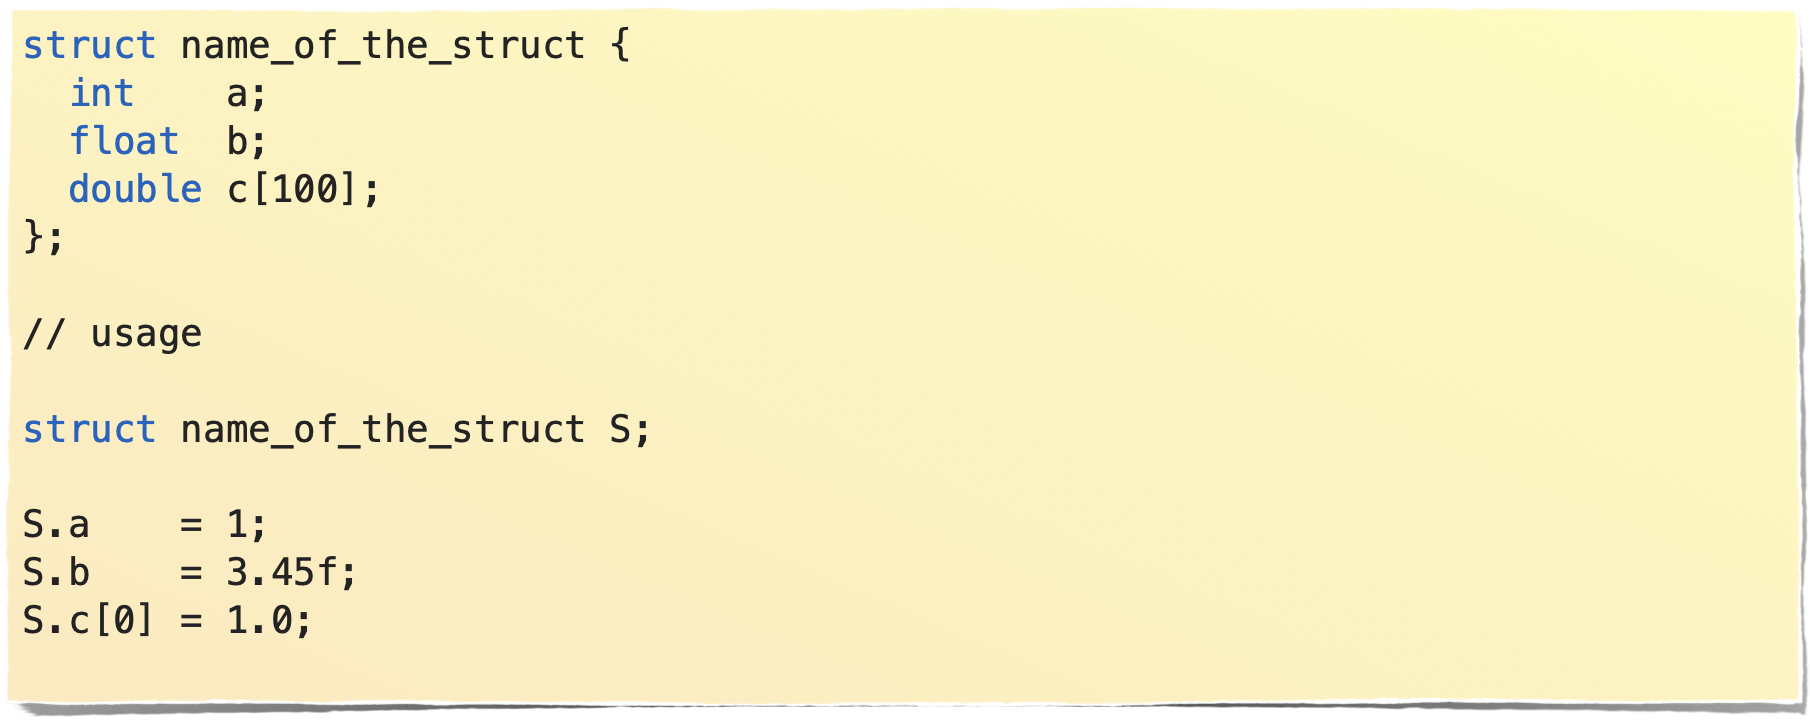 struct name_of_the_struct {
  int    a;
  float  b;
  double c[100];
};

// usage

struct name_of_the_struct S;

S.a    = 1;
S.b    = 3.45f;
S.c[0] = 1.0;